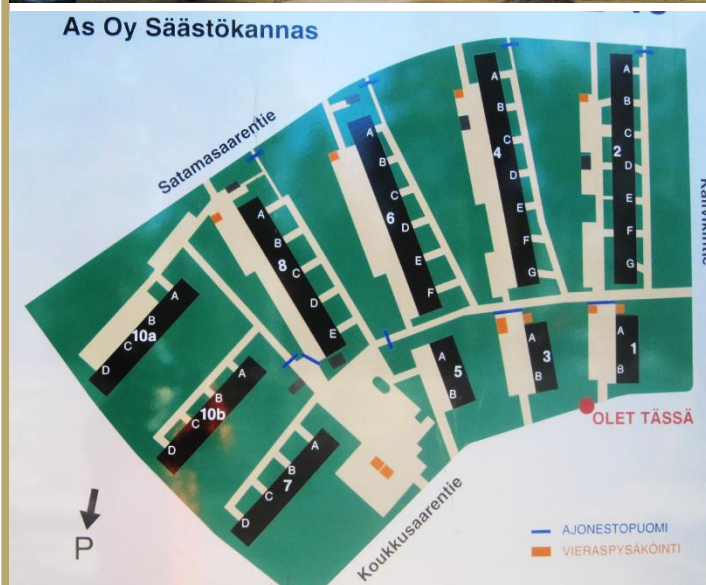 As Oy Säästökannas
Satamasaarentie
A
B
C
D
10a
A
B
C
D
10b
A
B
C
D
7
A
B
C
D
E
8
A
B
C
D
E
F
6
A
B
C
D
E
F
G
4
A
B
C
D
E
F
G
2
A
B
5
A
B
3
A
B
1
OLET TÄSSÄ
Koukkusaarentie
P
AJONESTOPUOMI
VIERASPYSÄKÖINTI